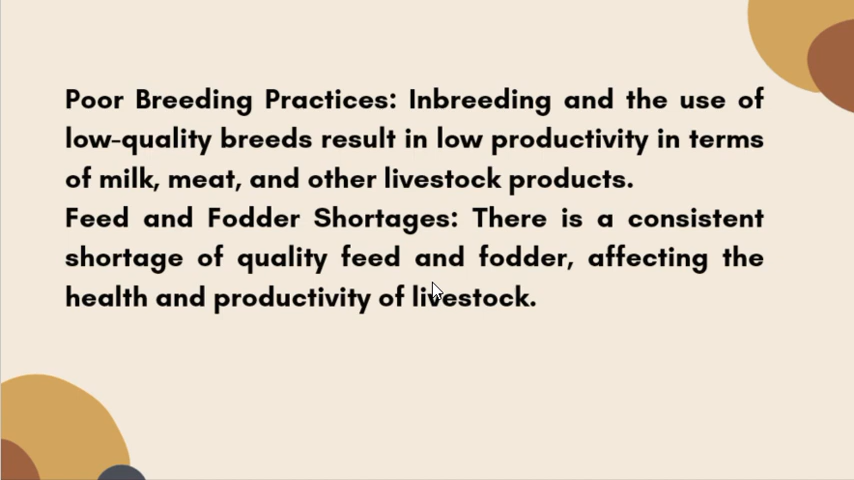 Poor Breeding Practices: Inbreeding and the use of
low-quality breeds result in low productivity in terms
of milk, meat, and other livestock products.
Feed and Fodder Shortages: There is a consistent
shortage of quality feed and fodder, affecting the
health and productivity of livestock.